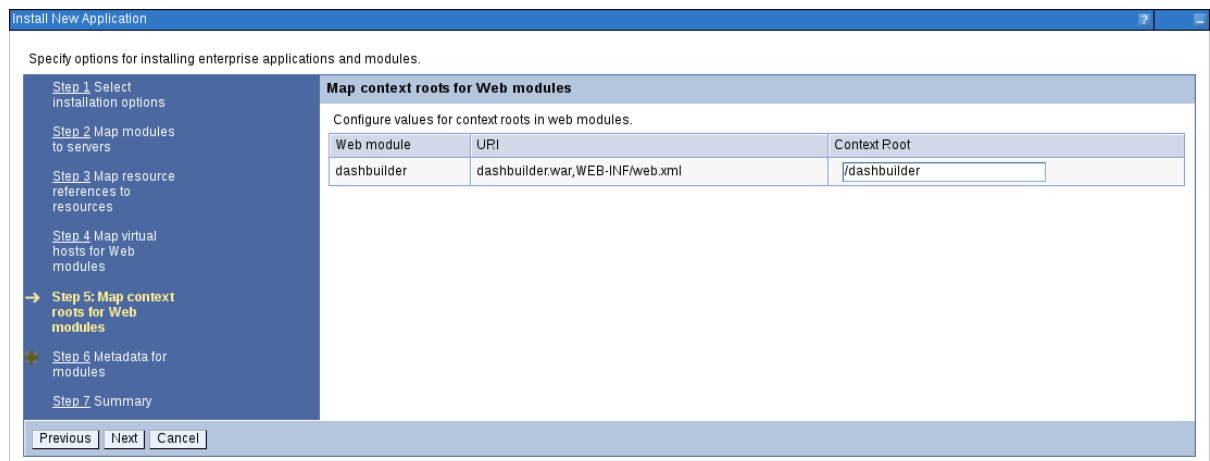 Install New Application
?
Specify options for installing enterprise applications and modules.
Step 1 Select
installation options
Step 2 Map modules
to servers
Step 3 Map resource
references to
resources
Step 4 Map virtual
hosts for Web
modules
Step 5: Map context
roots for Web
modules
Step 6 Metadata for
modules
Step 7 Summary
Map context roots for Web modules
Configure values for context roots in web modules.
Web module URI Context Root
dashbuilder dashbuilder.war,WEB-INF/web.xml /dashbuilder
Previous Next Cancel